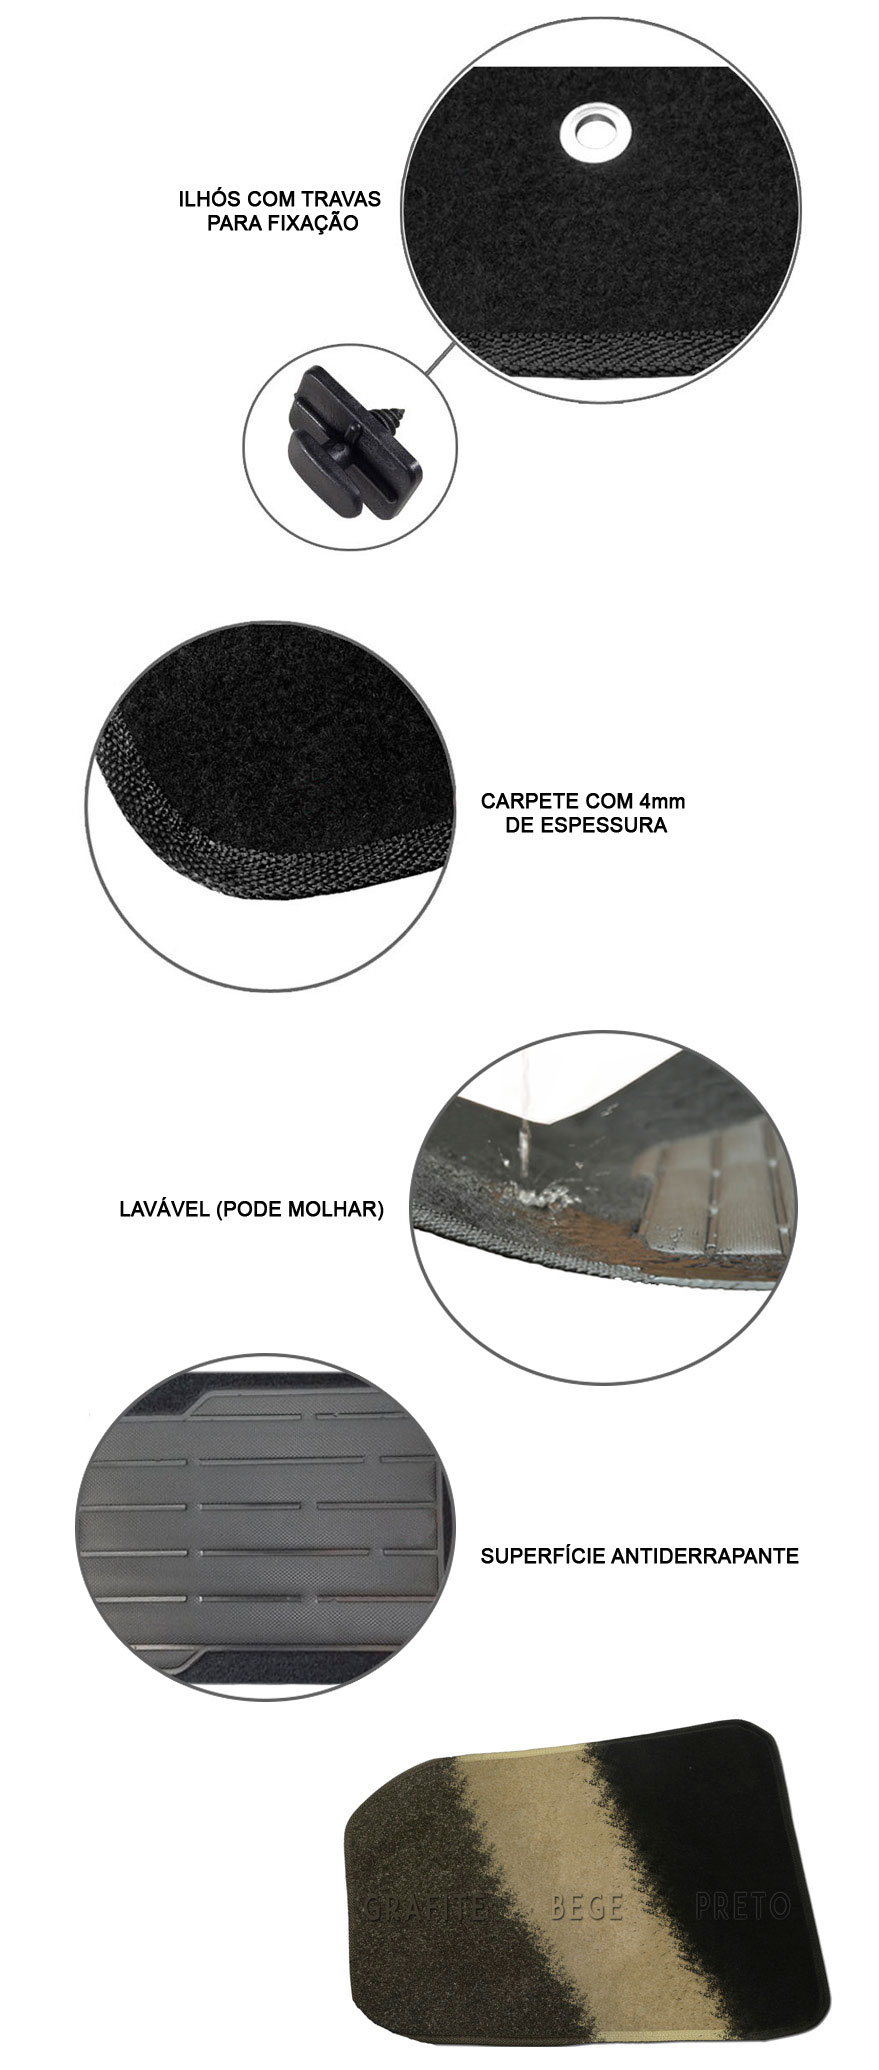 ILHÓS COM TRAVAS
PARA FIXAÇÃO
CARPETE COM 4mm
DE ESPESSURA
LAVÁVEL (PODE MOLHAR)
SUPERFÍCIE ANTIDERRAPANTE
GRAFITE BEGE PRETO